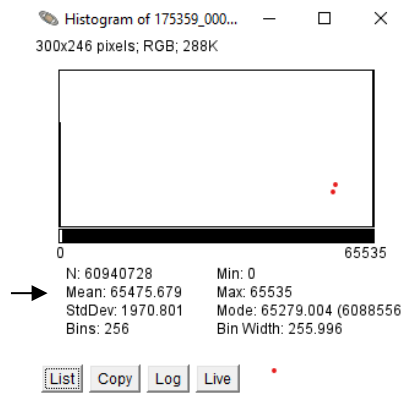 Histogram of 175359_000...
300x246 pixels; RGB; 288K
0 65535
N: 60940728 Min: 0
Mean: 65475.679 Max: 65535
StdDev: 1970.801 Mode: 65279.004 (6088556
Bins: 256 Bin Width: 255.996
List Copy Log Live